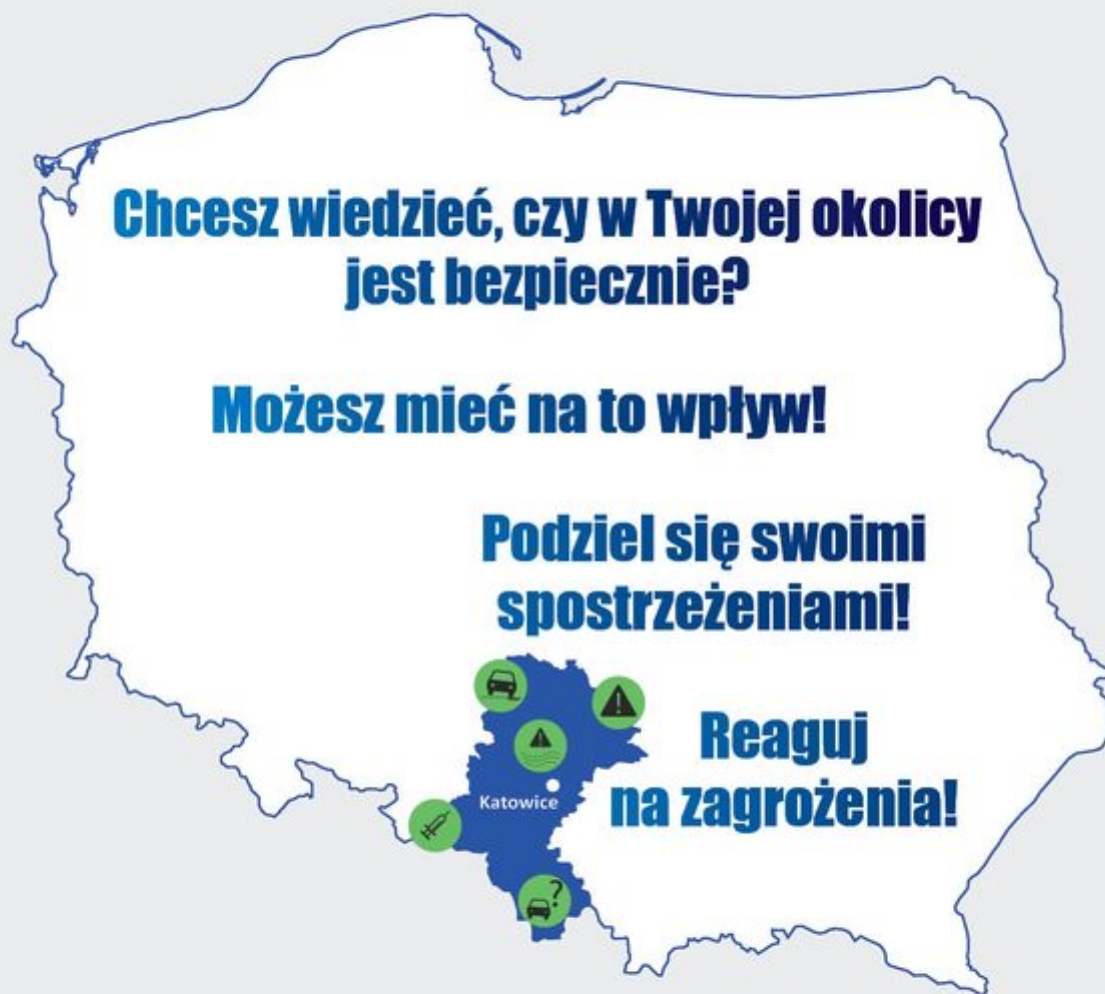 Chcesz wiedzieć, czy w Twojej okolicy
jest bezpiecznie?
Możesz mieć na to wpływ!
Podziel się swoimi
spostrzeżeniami!
Reaguj
na zagrożenia!
Katowice
?